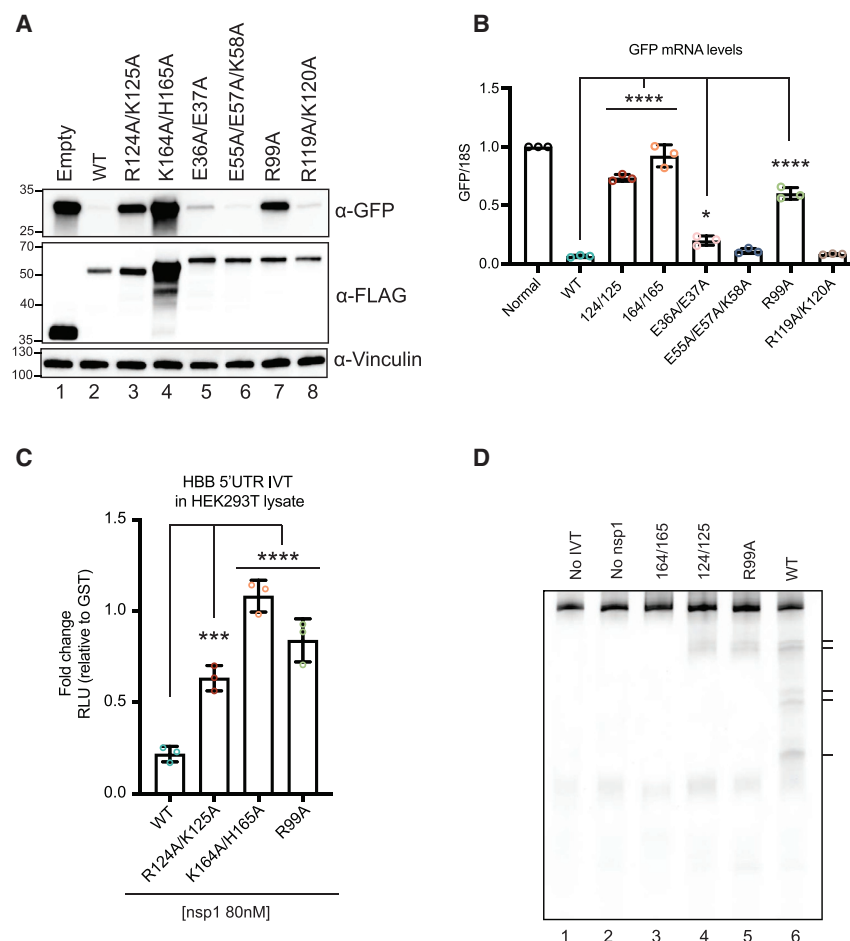 A
Empty
WT
R124A/K125A
K164A/H165A
E36A/E37A
E55A/E57A/K58A
R99A
R119A/K120A
35
25
α-GFP
70
50
40
35
α-FLAG
130
100
α-Vinculin
1 2 3 4 5 6 7 8
B
GFP mRNA levels
GFP/18S
1.5
1.0
0.5
0.0
****
*
****
Normal
WT
124/125
164/165
E36A/E37A
E55A/E57A/K58A
R99A
R119A/K120A
C
HBB 5'UTR IVT
in HEK293T lysate
Fold change
RLU (relative to GST)
1.5
1.0
0.5
0.0
***
****
WT
R124A/K125A
K164A/H165A
R99A
[nsp1 80nM]
D
No IVT
No nsp1
164/165
124/125
R99A
WT
1 2 3 4 5 6